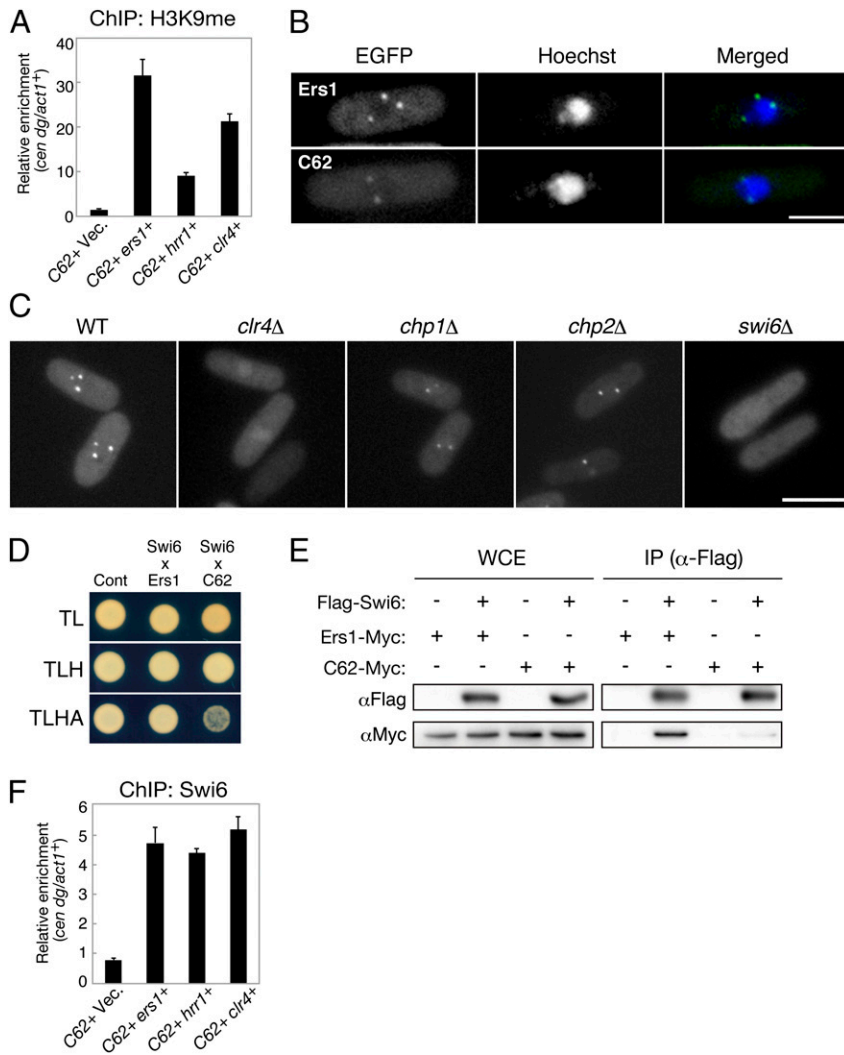 A
ChIP: H3K9me
Relative enrichment
(cen dg/act1+)
40
30
20
10
0
C62+ Vec.
C62+ ers1+
C62+ hrr1+
C62+ clr4+
B
EGFP
Hoechst
Merged
Ers1
C62
C
WT
clr4Δ
chp1Δ
chp2Δ
swi6Δ
D
Cont
Swi6
x
Ers1
Swi6
x
C62
TL
TLH
TLHA
E
WCE
IP (α-Flag)
Flag-Swi6: - + - + - + - +
Ers1-Myc: + + - - + + - -
C62-Myc: - - + + - - + +
αFlag
αMyc
F
ChIP: Swi6
Relative enrichment
(cen dg/act1+)
6
5
4
3
2
1
0
C62+ Vec.
C62+ ers1+
C62+ hrr1+
C62+ clr4+